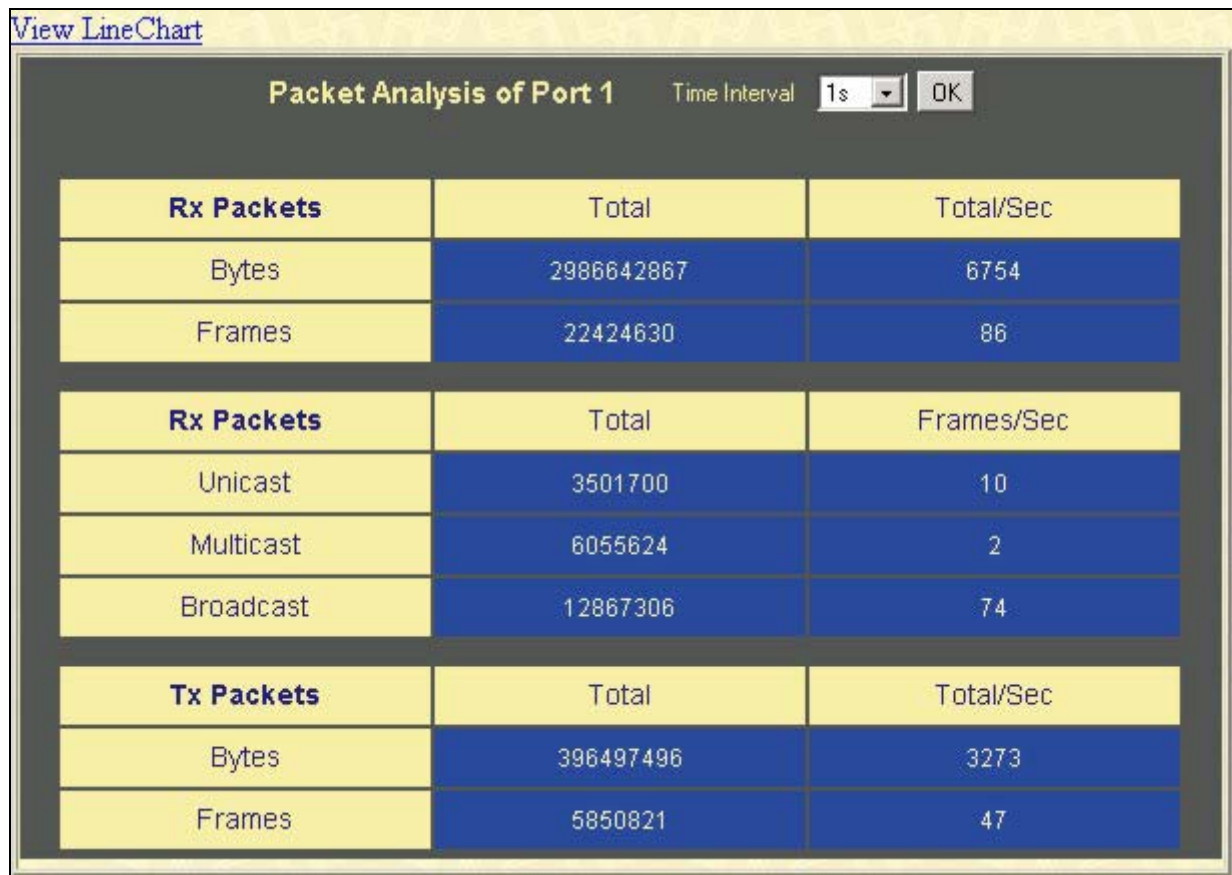 View LineChart
Packet Analysis of Port 1 Time Interval 1s OK
Rx Packets Total Total/Sec
Bytes 2986642867 6754
Frames 22424630 86
Rx Packets Total Frames/Sec
Unicast 3501700 10
Multicast 6055624 2
Broadcast 12867306 74
Tx Packets Total Total/Sec
Bytes 396497496 3273
Frames 5850821 47